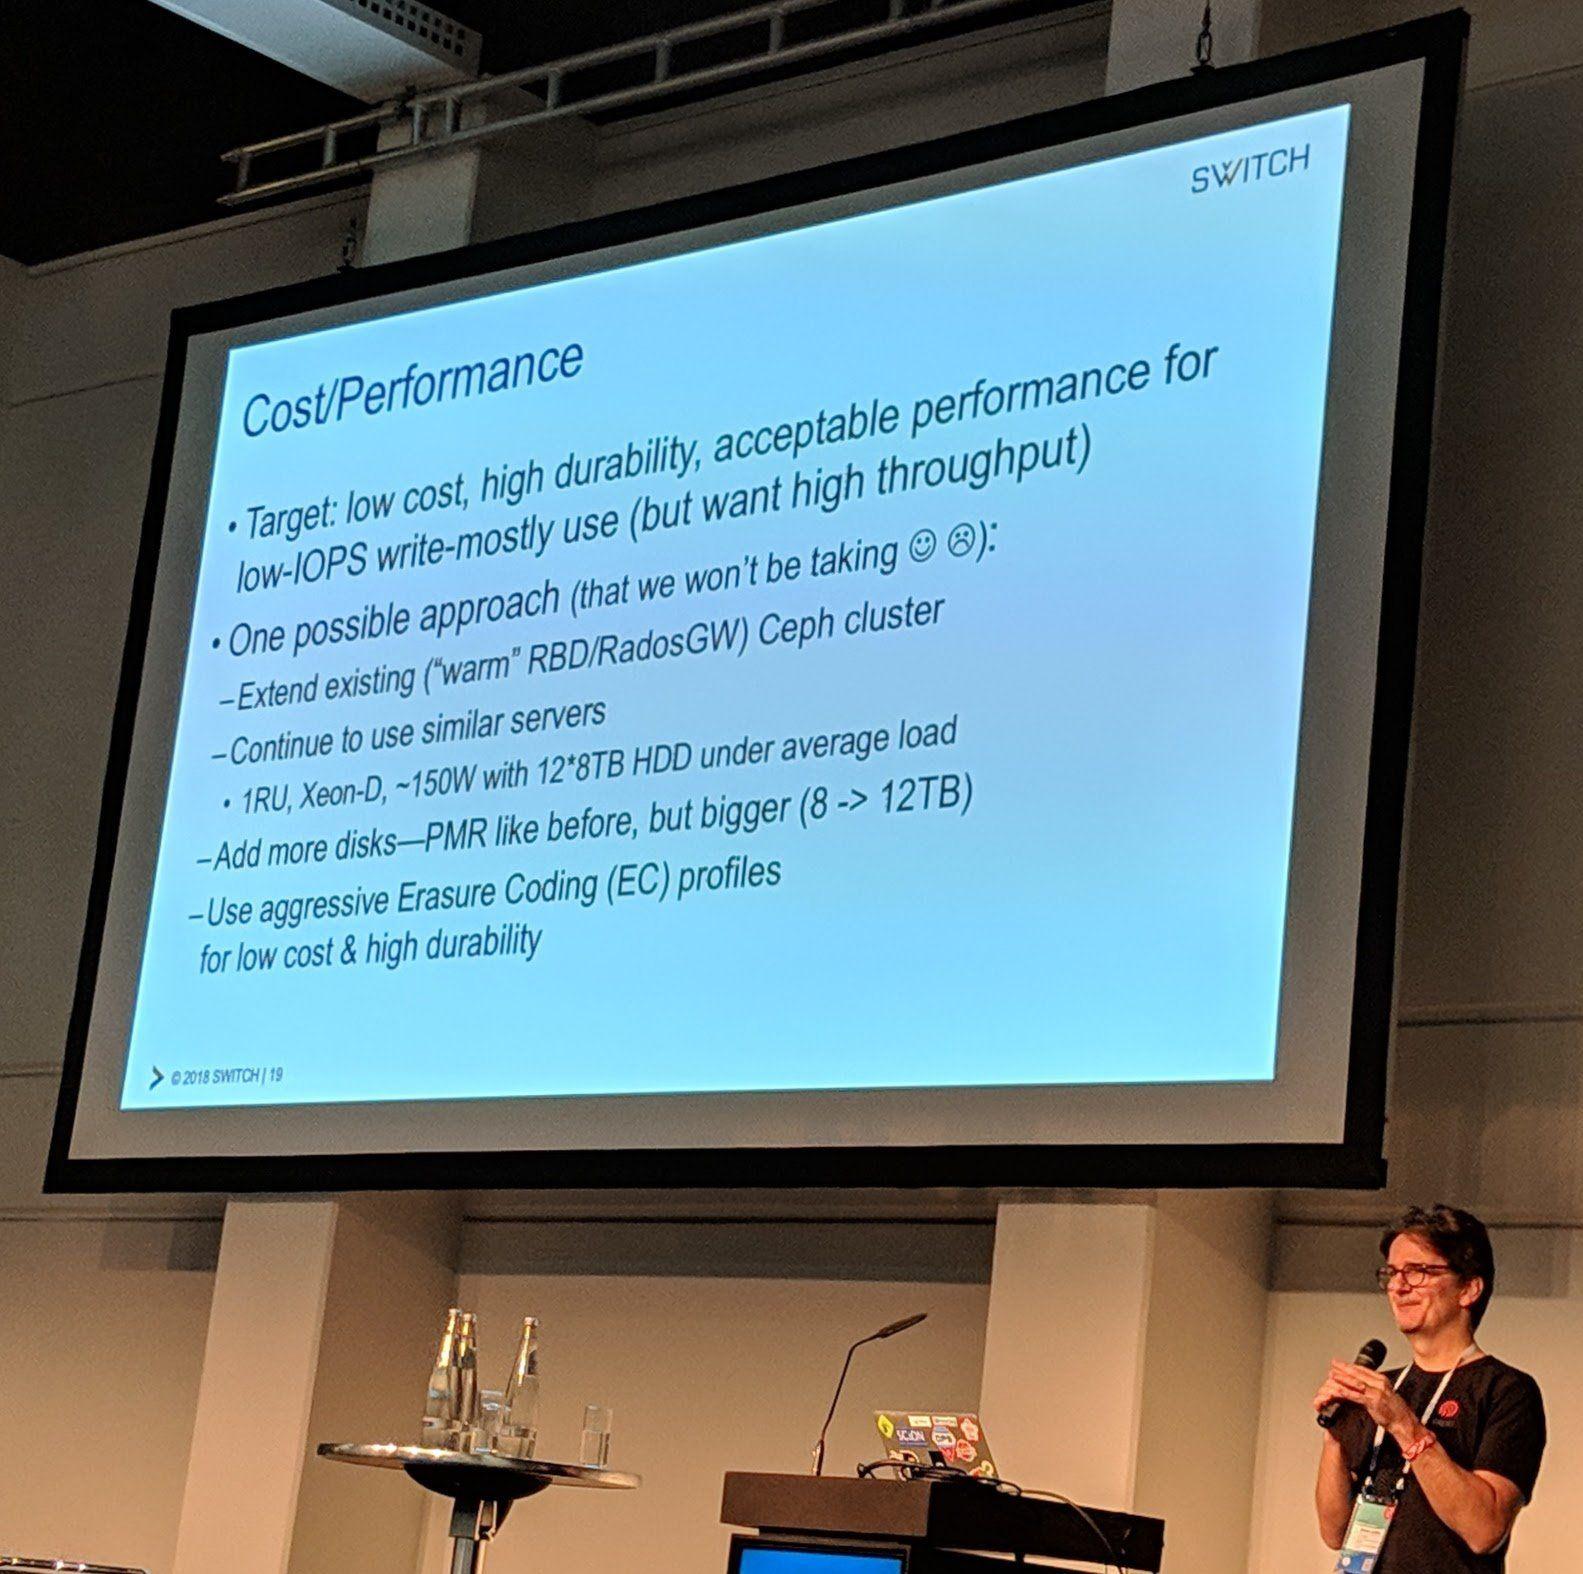 SWITCH
Cost/Performance
• Target: low cost, high durability, acceptable performance for
low-IOPS write-mostly use (but want high throughput)
• One possible approach (that we won’t be taking ☺ ☹):
–Extend existing (“warm” RBD/RadosGW) Ceph cluster
–Continue to use similar servers
• 1RU, Xeon-D, ~150W with 12*8TB HDD under average load
–Add more disks—PMR like before, but bigger (8 -> 12TB)
–Use aggressive Erasure Coding (EC) profiles
for low cost & high durability
© 2018 SWITCH | 19
SCION
OPS